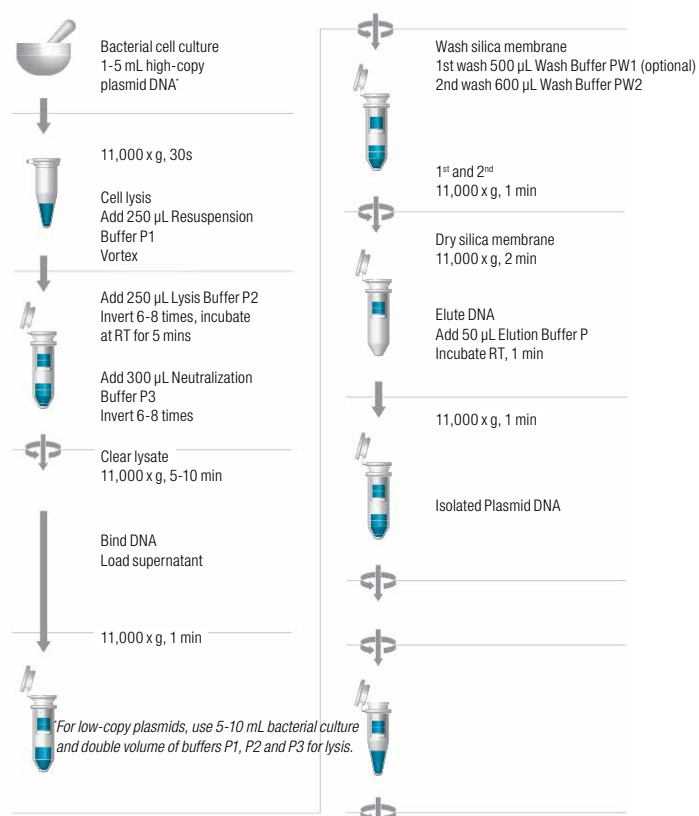 Bacterial cell culture
1-5 mL high-copy
plasmid DNA*
11,000 x g, 30s
Cell lysis
Add 250 µL Resuspension
Buffer P1
Vortex
Add 250 µL Lysis Buffer P2
Invert 6-8 times, incubate
at RT for 5 mins
Add 300 µL Neutralization
Buffer P3
Invert 6-8 times
Clear lysate
11,000 x g, 5-10 min
Bind DNA
Load supernatant
11,000 x g, 1 min
*For low-copy plasmids, use 5-10 mL bacterial culture
and double volume of buffers P1, P2 and P3 for lysis.
Wash silica membrane
1st wash 500 µL Wash Buffer PW1 (optional)
2nd wash 600 µL Wash Buffer PW2
1st and 2nd
11,000 x g, 1 min
Dry silica membrane
11,000 x g, 2 min
Elute DNA
Add 50 µL Elution Buffer P
Incubate RT, 1 min
11,000 x g, 1 min
Isolated Plasmid DNA